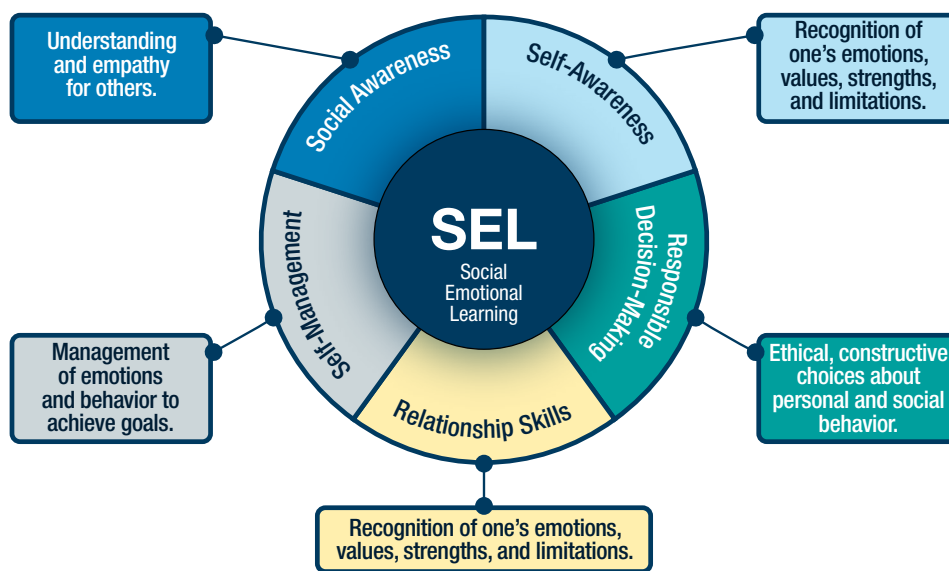 Understanding
and empathy
for others.
Social Awareness
Self-Awareness
Recognition of
one's emotions,
values, strengths,
and limitations.
SEL
Social
Emotional
Learning
Self-Management
Responsible
Decision-Making
Relationship Skills
Management
of emotions
and behavior to
achieve goals.
Ethical, constructive
choices about
personal and social
behavior.
Recognition of one's emotions,
values, strengths, and limitations.